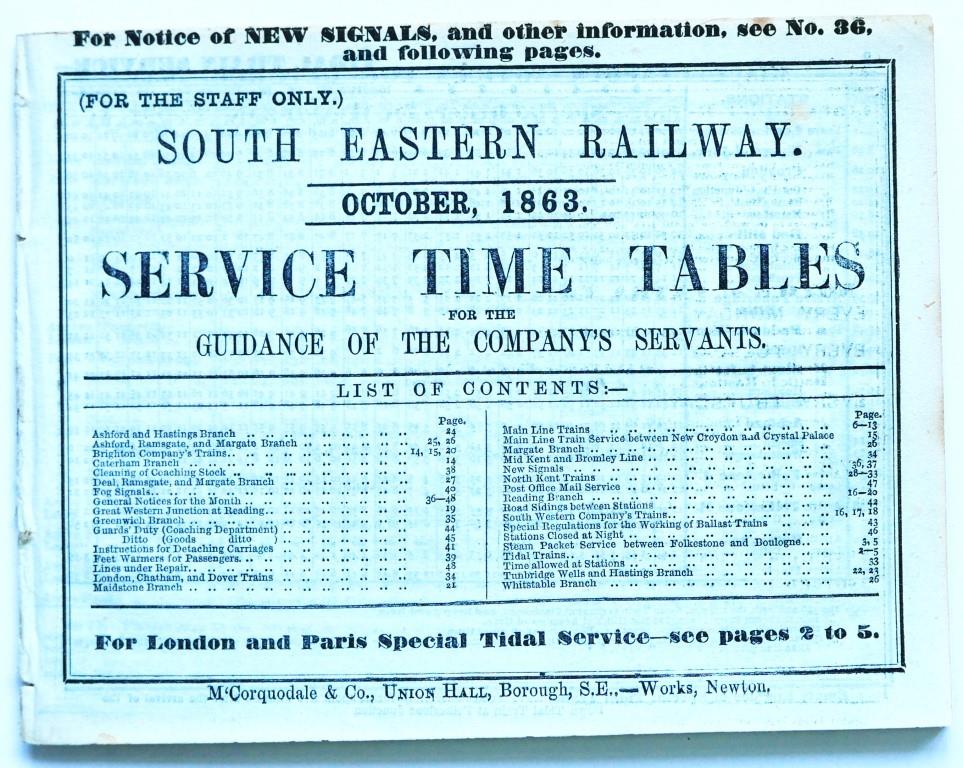 For Notice of NEW SIGNALS, and other information, see No. 36,
and following pages.
(FOR THE STAFF ONLY.)
SOUTH EASTERN RAILWAY.
OCTOBER, 1863.
SERVICE TIME TABLES
FOR THE
GUIDANCE OF THE COMPANY'S SERVANTS.
LIST OF CONTENTS:—
Page.
Ashford and Hastings Branch .. 24
Ashford, Ramsgate, and Margate Branch .. 25, 26
Brighton Company's Trains.. 14, 15, 20
Caterham Branch .. 14
Cleaning of Coaching Stock .. 38
Deal, Ramsgate, and Margate Branch .. 27
Fog Signals.. 40
General Notices for the Month .. 36—48
Great Western Junction at Reading.. 19
Greenwich Branch .. 35
Guards' Duty (Coaching Department) 44
Ditto (Goods ditto 45
Instructions for Detaching Carriages 41
Feet Warmers for Passengers.. 39
Lines under Repair.. 48
London, Chatham, and Dover Trains .. 34
Maidstone Branch .. 21
Page.
Main Line Trains .. 6—13
Main Line Train Service between New Croydon and Crystal Palace 15
Margate Branch .. 26
Mid Kent and Bromley Line .. 34
New Signals .. 36, 37
North Kent Trains .. 28—33
Post Office Mail Service .. 47
Reading Branch .. 16—20
Road Sidings between Stations .. 42
South Western Company's Trains.. 16, 17, 18
Special Regulations for the Working of Ballast Trains .. 43
Stations Closed at Night .. 46
Steam Packet Service between Folkestone and Boulogne.. 3, 5
Tidal Trains.. 2—5
Time allowed at Stations .. 33
Tunbridge Wells and Hastings Branch .. 22, 23
Whitstable Branch .. 26
For London and Paris Special Tidal Service—see pages 2 to 5.
M'Corquodale & Co., Union Hall, Borough, S.E.,—Works, Newton.